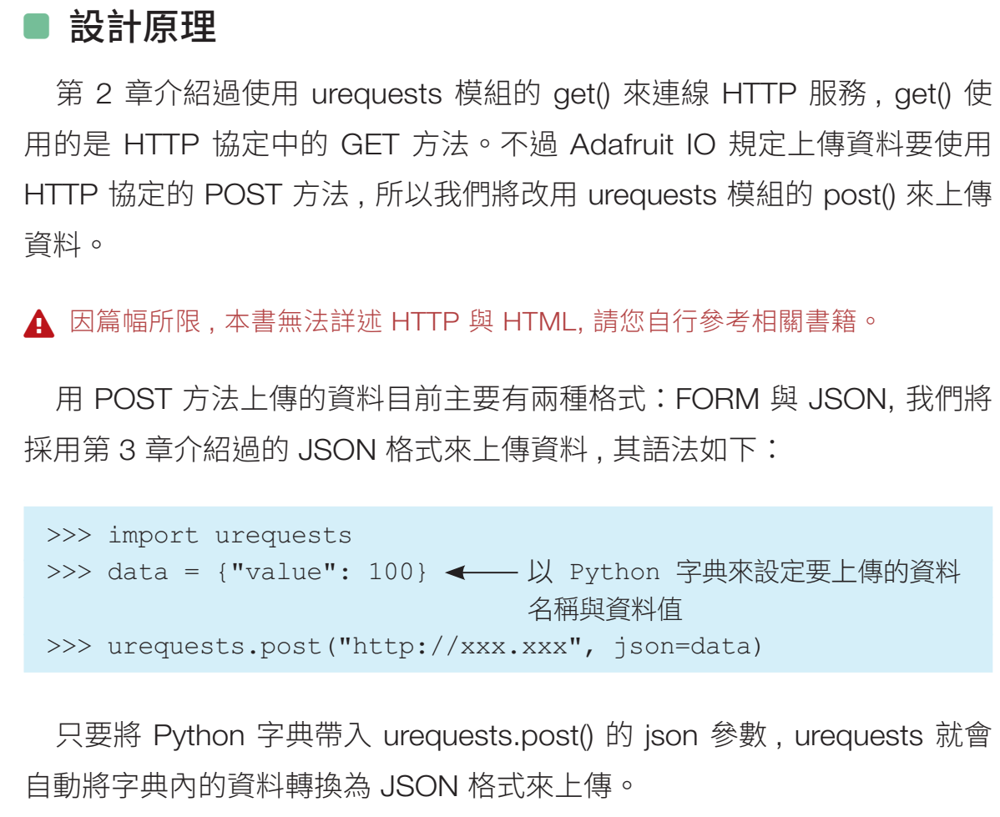 設計原理
第 2 章介紹過使用 urequests 模組的 get() 來連線 HTTP 服務 , get() 使
用的是 HTTP 協定中的 GET 方法。不過 Adafruit IO 規定上傳資料要使用
HTTP 協定的 POST 方法 , 所以我們將改用 urequests 模組的 post() 來上傳
資料。
因篇幅所限 , 本書無法詳述 HTTP 與 HTML, 請您自行參考相關書籍。
用 POST 方法上傳的資料目前主要有兩種格式：FORM 與 JSON, 我們將
採用第 3 章介紹過的 JSON 格式來上傳資料 , 其語法如下：
>>> import urequests
>>> data = {"value": 100} 以 Python 字典來設定要上傳的資料
名稱與資料值
>>> urequests.post("http://xxx.xxx", json=data)
只要將 Python 字典帶入 urequests.post() 的 json 參數 , urequests 就會
自動將字典內的資料轉換為 JSON 格式來上傳。